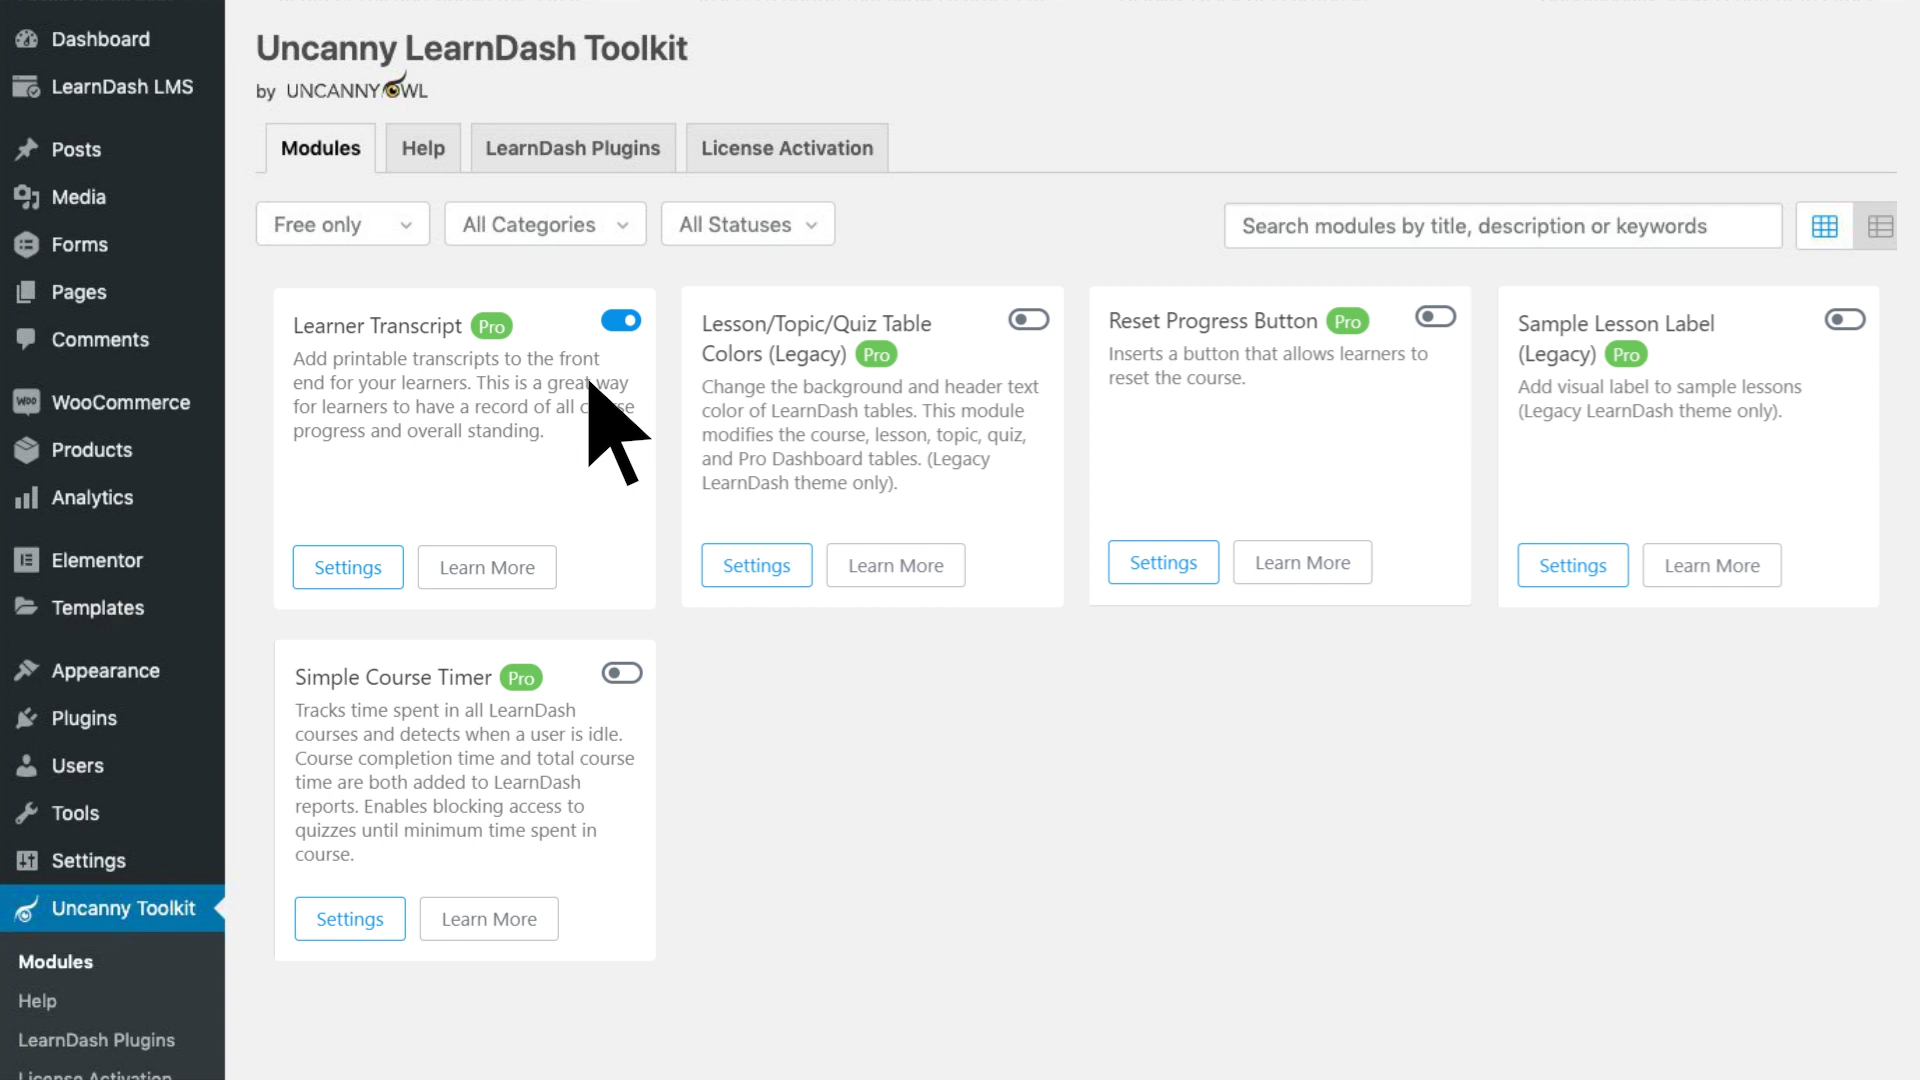 Dashboard
LearnDash LMS
Posts
Media
Forms
Pages
Comments
WooCommerce
Products
Analytics
Elementor
Templates
Appearance
Plugins
Users
Tools
Settings
Uncanny Toolkit
Modules
Help
LearnDash Plugins
License Activation
Uncanny LearnDash Toolkit
by UNCANNY OWL
Modules
Help
LearnDash Plugins
License Activation
Free only
All Categories
All Statuses
Search modules by title, description or keywords
Learner Transcript Pro
Add printable transcripts to the front
end for your learners. This is a great way
for learners to have a record of all course
progress and overall standing.
Settings
Learn More
Lesson/Topic/Quiz Table
Colors (Legacy) Pro
Change the background and header text
color of LearnDash tables. This module
modifies the course, lesson, topic, quiz,
and Pro Dashboard tables. (Legacy
LearnDash theme only).
Settings
Learn More
Reset Progress Button Pro
Inserts a button that allows learners to
reset the course.
Settings
Learn More
Sample Lesson Label
(Legacy) Pro
Add visual label to sample lessons
(Legacy LearnDash theme only).
Settings
Learn More
Simple Course Timer Pro
Tracks time spent in all LearnDash
courses and detects when a user is idle.
Course completion time and total course
time are both added to LearnDash
reports. Enables blocking access to
quizzes until minimum time spent in
course.
Settings
Learn More